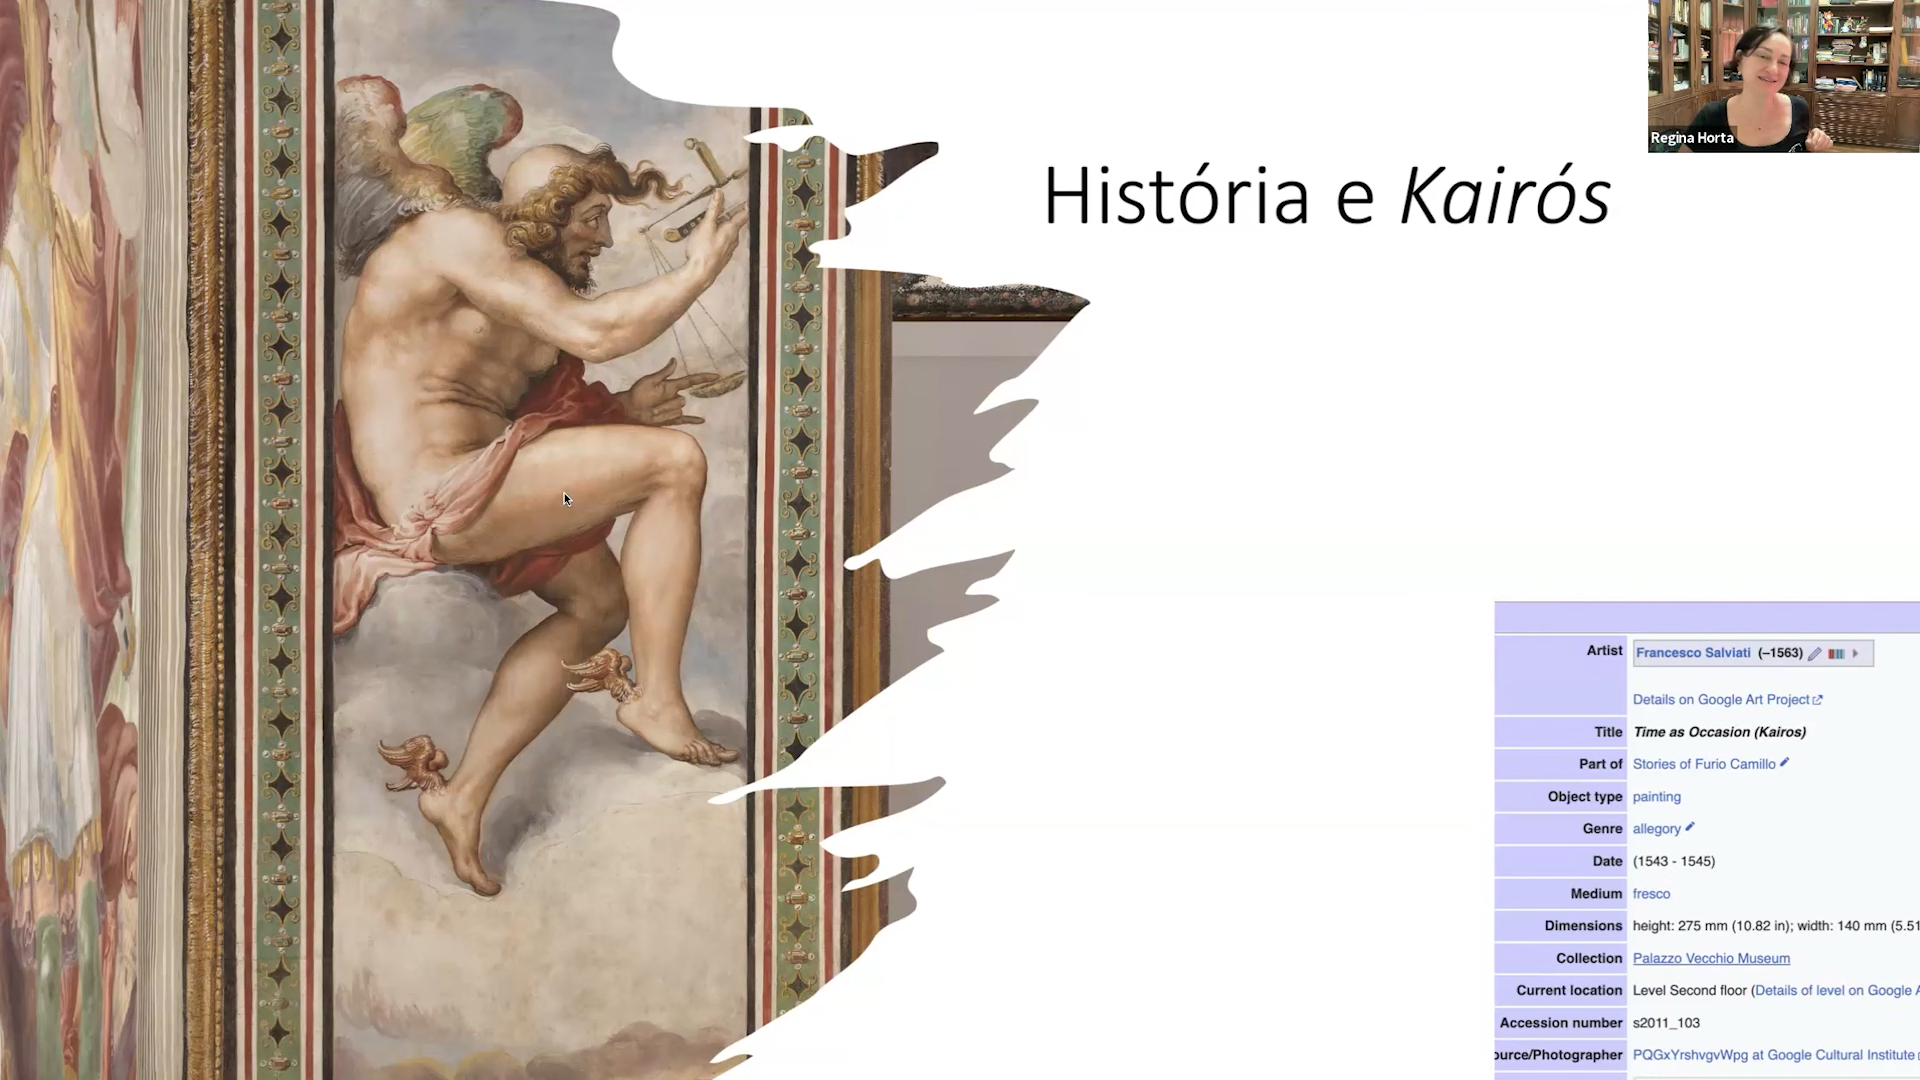 Regina Horta
História e Kairós
Artist Francesco Salviati (–1563)
Details on Google Art Project
Title Time as Occasion (Kairos)
Part of Stories of Furio Camillo
Object type painting
Genre allegory
Date (1543 - 1545)
Medium fresco
Dimensions height: 275 mm (10.82 in); width: 140 mm (5.51
Collection Palazzo Vecchio Museum
Current location Level Second floor (Details of level on Google A
Accession number s2011_103
ource/Photographer PQGxYrshvgvWpg at Google Cultural Institute